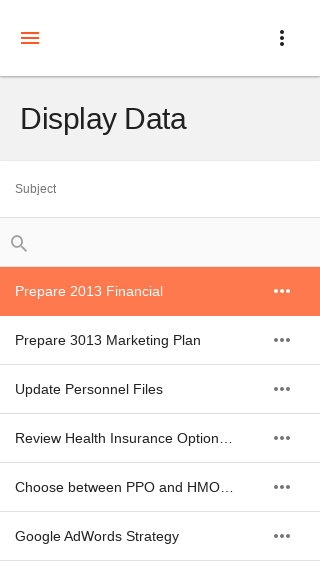 Display Data
Subject
Prepare 2013 Financial
Prepare 3013 Marketing Plan
Update Personnel Files
Review Health Insurance Option…
Choose between PPO and HMO…
Google AdWords Strategy